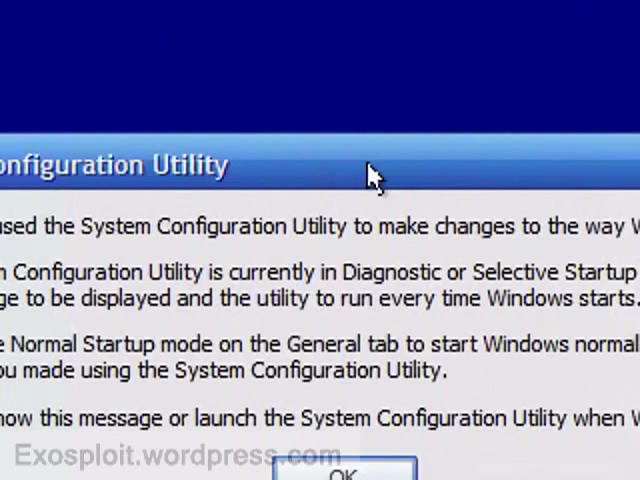 onfiguration Utility
used the System Configuration Utility to make changes to the way W
m Configuration Utility is currently in Diagnostic or Selective Startup
ge to be displayed and the utility to run every time Windows starts.
e Normal Startup mode on the General tab to start Windows normal
ou made using the System Configuration Utility.
how this message or launch the System Configuration Utility when W
Exosploit.wordpress.com
OK